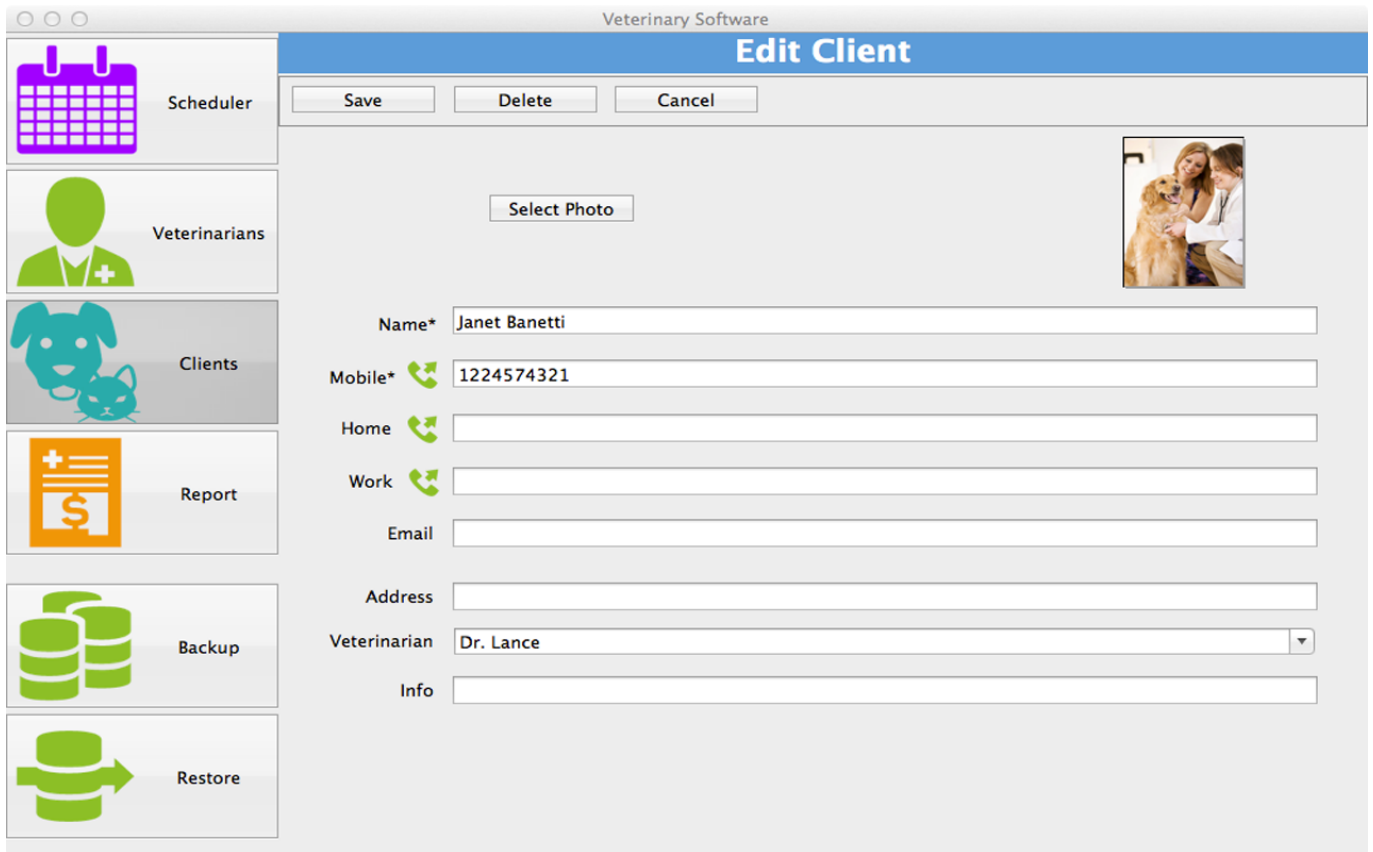 Veterinary Software
Edit Client
Save Delete Cancel
Scheduler
Veterinarians
Clients
Report
Backup
Restore
Select Photo
Name* Janet Banetti
Mobile* 1224574321
Home
Work
Email
Address
Veterinarian Dr. Lance
Info
$